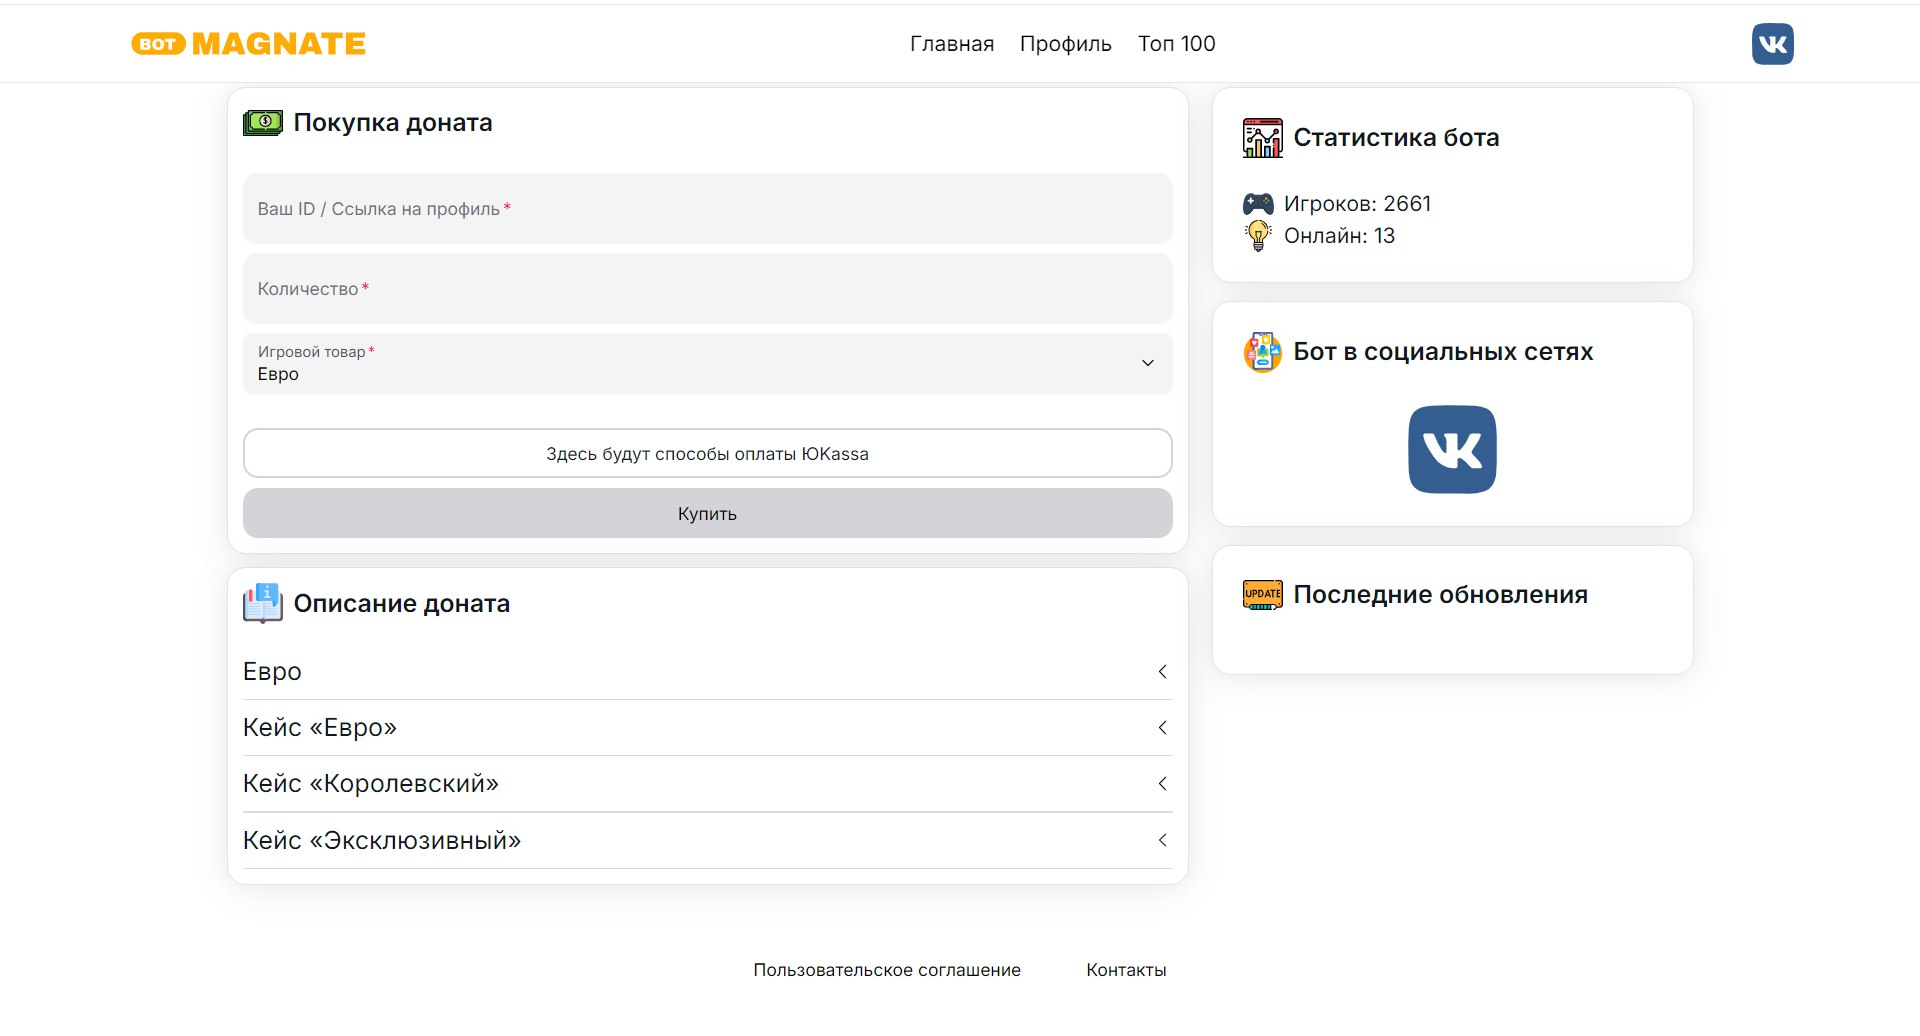 BOT MAGNATE
Главная Профиль Топ 100
Покупка доната
Ваш ID / Ссылка на профиль*
Количество*
Игровой товар*
Евро
Здесь будут способы оплаты ЮKassa
Купить
Описание доната
Евро
Кейс «Евро»
Кейс «Королевский»
Кейс «Эксклюзивный»
Статистика бота
Игроков: 2661
Онлайн: 13
Бот в социальных сетях
UPDATE
Последние обновления
Пользовательское соглашение Контакты